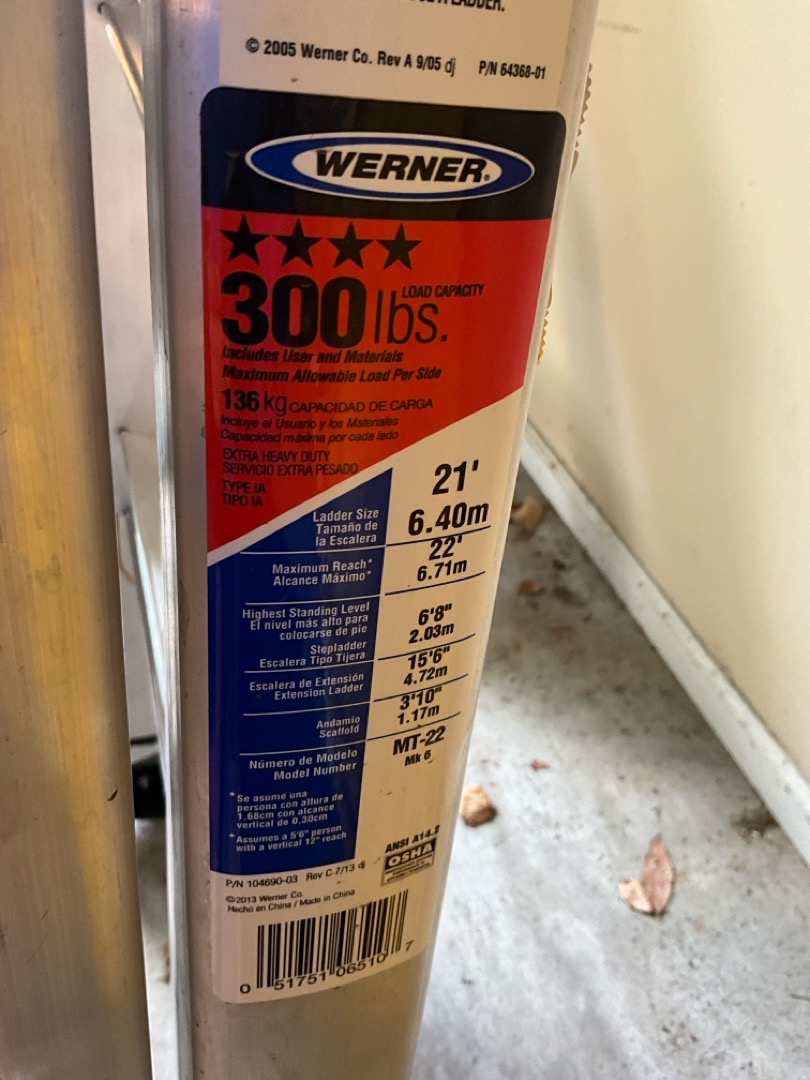 A LADDER.
© 2005 Werner Co. Rev A 9/05 dj P/N 64368-01
WERNER®
300 lbs. LOAD CAPACITY
Includes User and Materials
Maximum Allowable Load Per Side
136 kg CAPACIDAD DE CARGA
Incluye el Usuario y los Materiales
Capacidad máxima por cada lado
EXTRA HEAVY DUTY
SERVICIO EXTRA PESADO
TYPE IA
TIPO IA
Ladder Size 21'
Tamaño de 6.40m
la Escalera
Maximum Reach* 22'
Alcance Máximo* 6.71m
Highest Standing Level
El nivel más alto para
colocarse de pie
Stepladder 6'8"
Escalera Tipo Tijera 2.03m
Escalera de Extensión 15'6"
Extension Ladder 4.72m
Andamio 3'10"
Scaffold 1.17m
Número de Modelo MT-22
Model Number Mk 6
*Se asume una
persona con altura de
1,68cm con alcance
vertical de 0,30cm
*Assumes a 5'6" person
with a vertical 12" reach
ANSI A14.2
OSHA
P/N 104690-03 Rev C-7/13 dj
©2013 Werner Co.
Hecho en China / Made in China
0 51751 06510 7